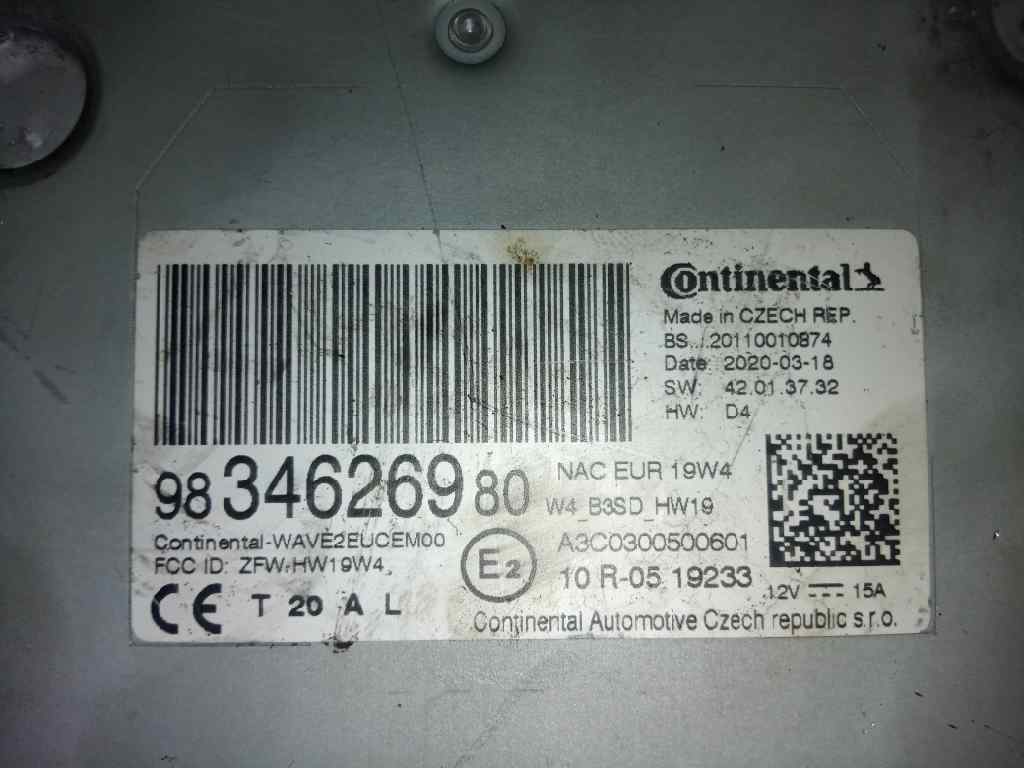 Continental
Made in CZECH REP.
BS.../20110010874
Date: 2020-03-18
SW: 42.01.37.32
HW: D4
98 34626980
NAC EUR 19W4
W4_B3SD_HW19
Continental-WAVE2EUCEM00
A3C0300500601
FCC ID: ZFW-HW19W4
E2
10 R-05 19233
12V 15A
CE T 20 A L
Continental Automotive Czech republic s.r.o.